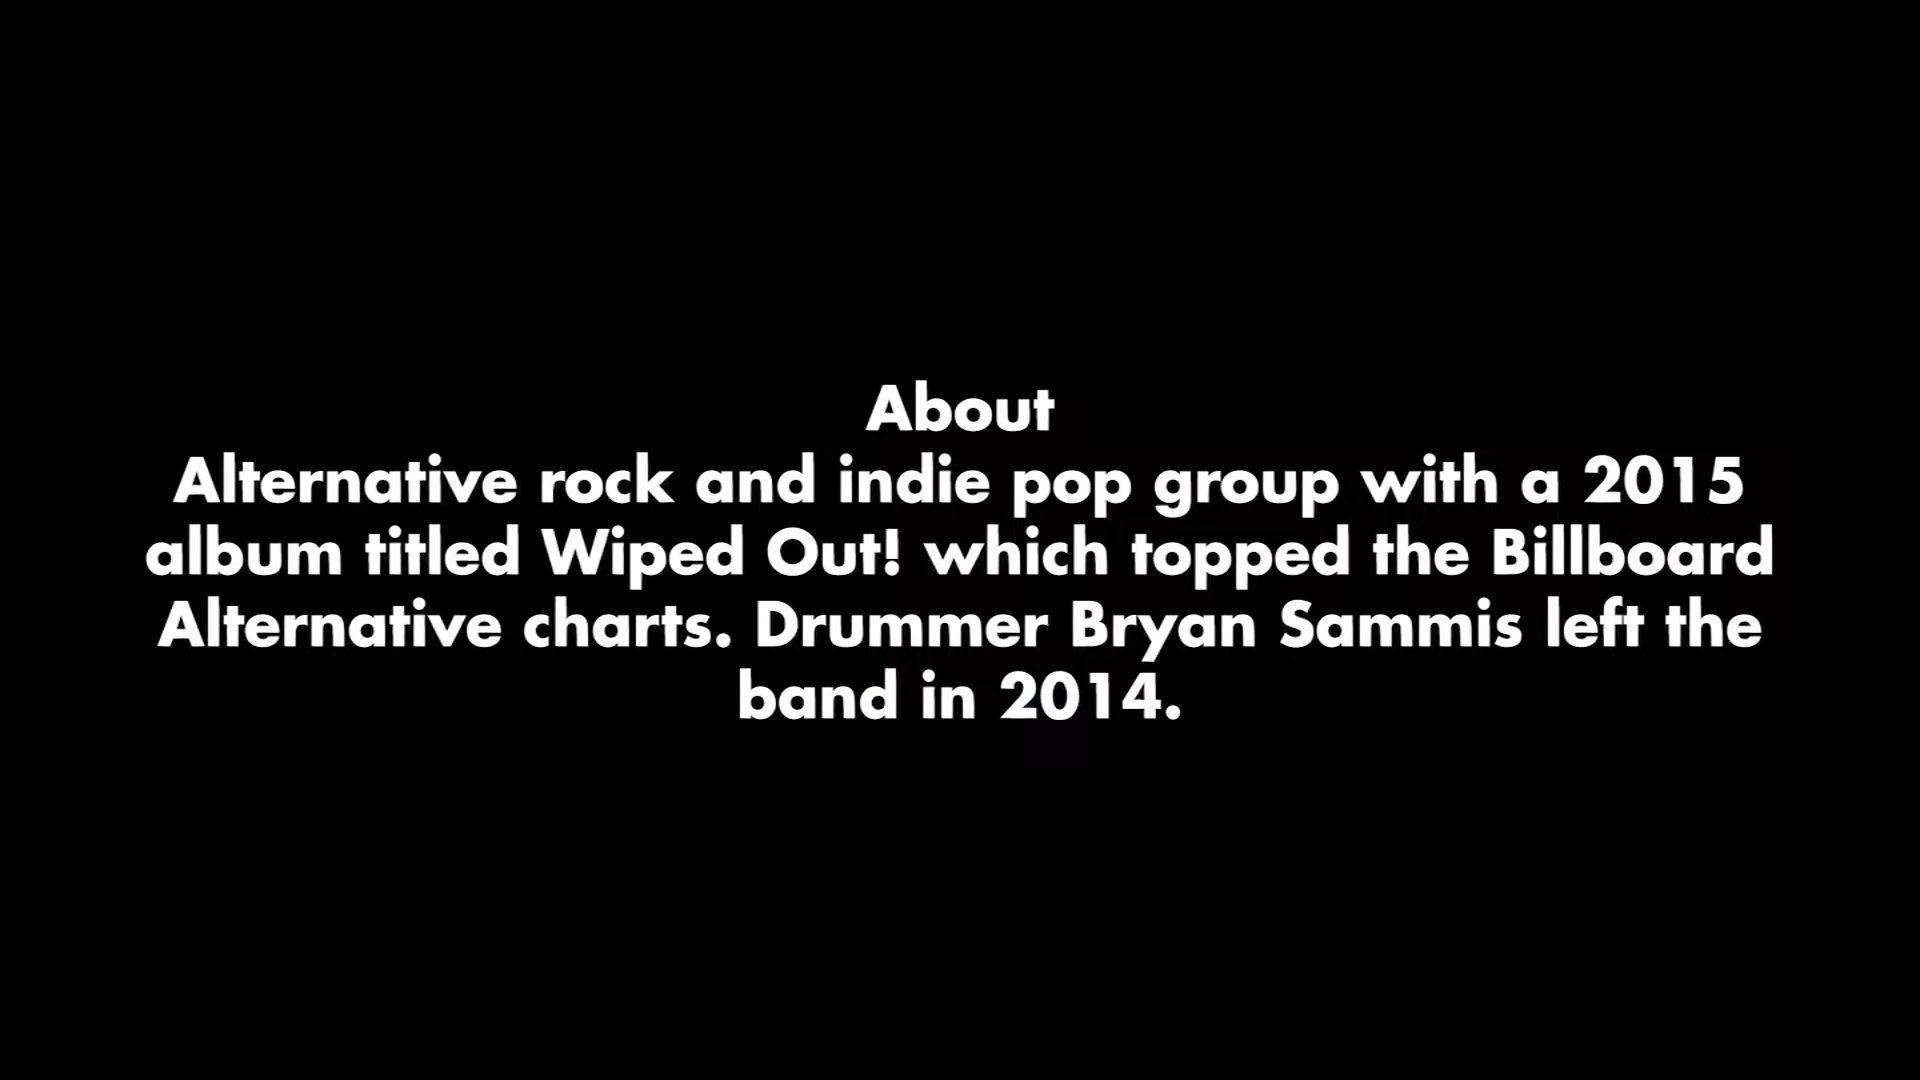 About
Alternative rock and indie pop group with a 2015
album titled Wiped Out! which topped the Billboard
Alternative charts. Drummer Bryan Sammis left the
band in 2014.